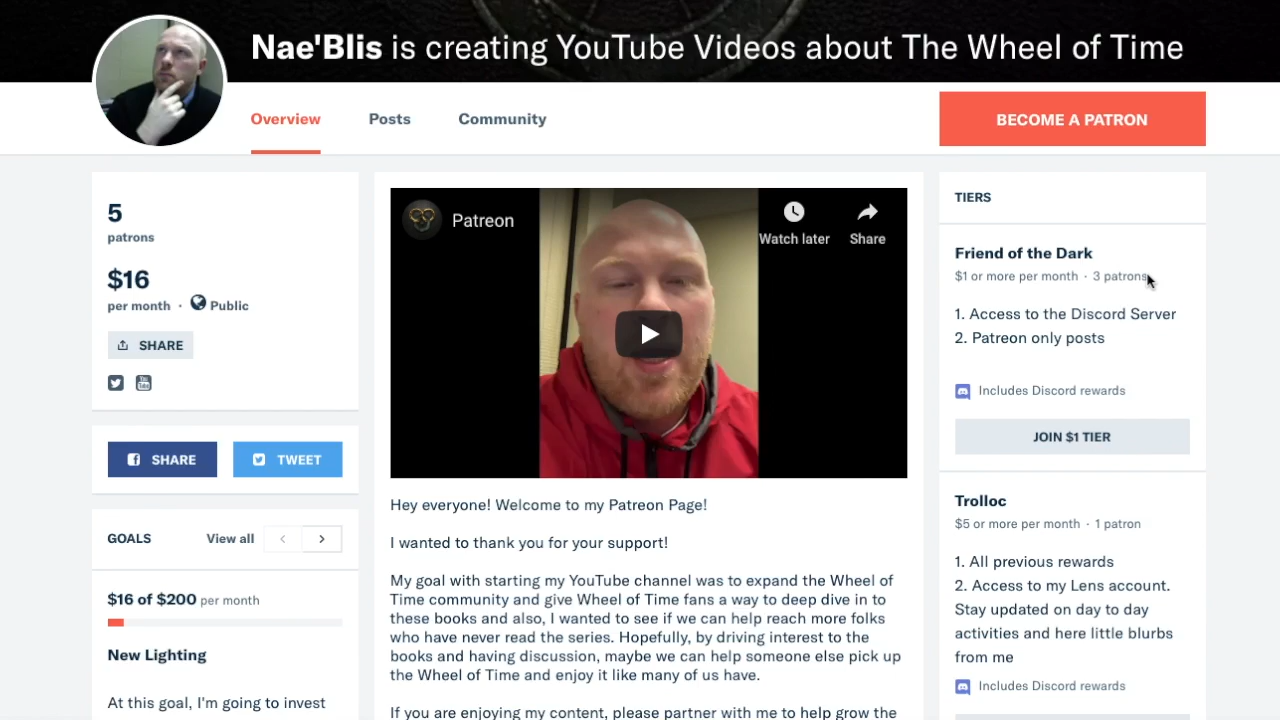 Nae'Blis is creating YouTube Videos about The Wheel of Time
Overview
Posts
Community
BECOME A PATRON
5
patrons
$16
per month · Public
SHARE
SHARE
TWEET
GOALS
View all
$16 of $200 per month
New Lighting
At this goal, I'm going to invest
Patreon
Watch later
Share
Hey everyone! Welcome to my Patreon Page!
I wanted to thank you for your support!
My goal with starting my YouTube channel was to expand the Wheel of
Time community and give Wheel of Time fans a way to deep dive in to
these books and also, I wanted to see if we can help reach more folks
who have never read the series. Hopefully, by driving interest to the
books and having discussion, maybe we can help someone else pick up
the Wheel of Time and enjoy it like many of us have.
If you are enjoying my content, please partner with me to help grow the
TIERS
Friend of the Dark
$1 or more per month · 3 patrons
1. Access to the Discord Server
2. Patreon only posts
Includes Discord rewards
JOIN $1 TIER
Trolloc
$5 or more per month · 1 patron
1. All previous rewards
2. Access to my Lens account.
Stay updated on day to day
activities and here little blurbs
from me
Includes Discord rewards